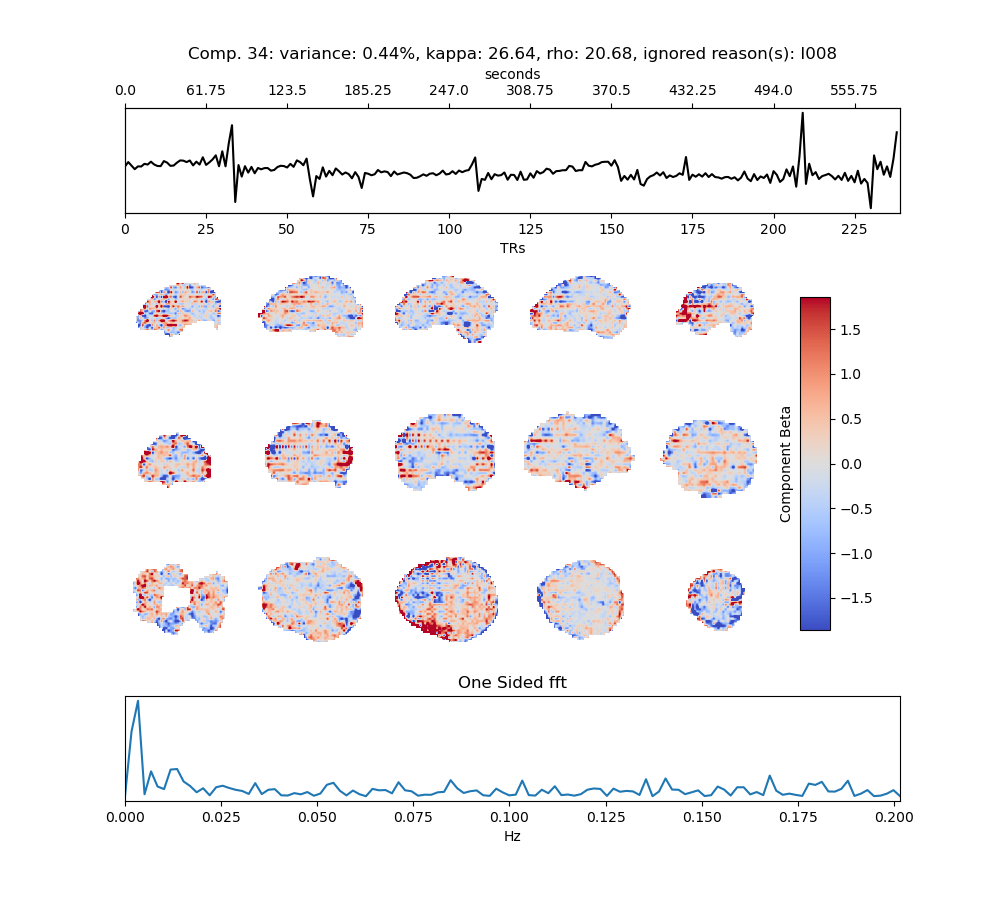 Comp. 34: variance: 0.44%, kappa: 26.64, rho: 20.68, ignored reason(s): I008
seconds
0.0 61.75 123.5 185.25 247.0 308.75 370.5 432.25 494.0 555.75
0 25 50 75 100 125 150 175 200 225
TRs
1.5
1.0
0.5
0.0
−0.5
−1.0
−1.5
Component Beta
One Sided fft
0.000 0.025 0.050 0.075 0.100 0.125 0.150 0.175 0.200
Hz